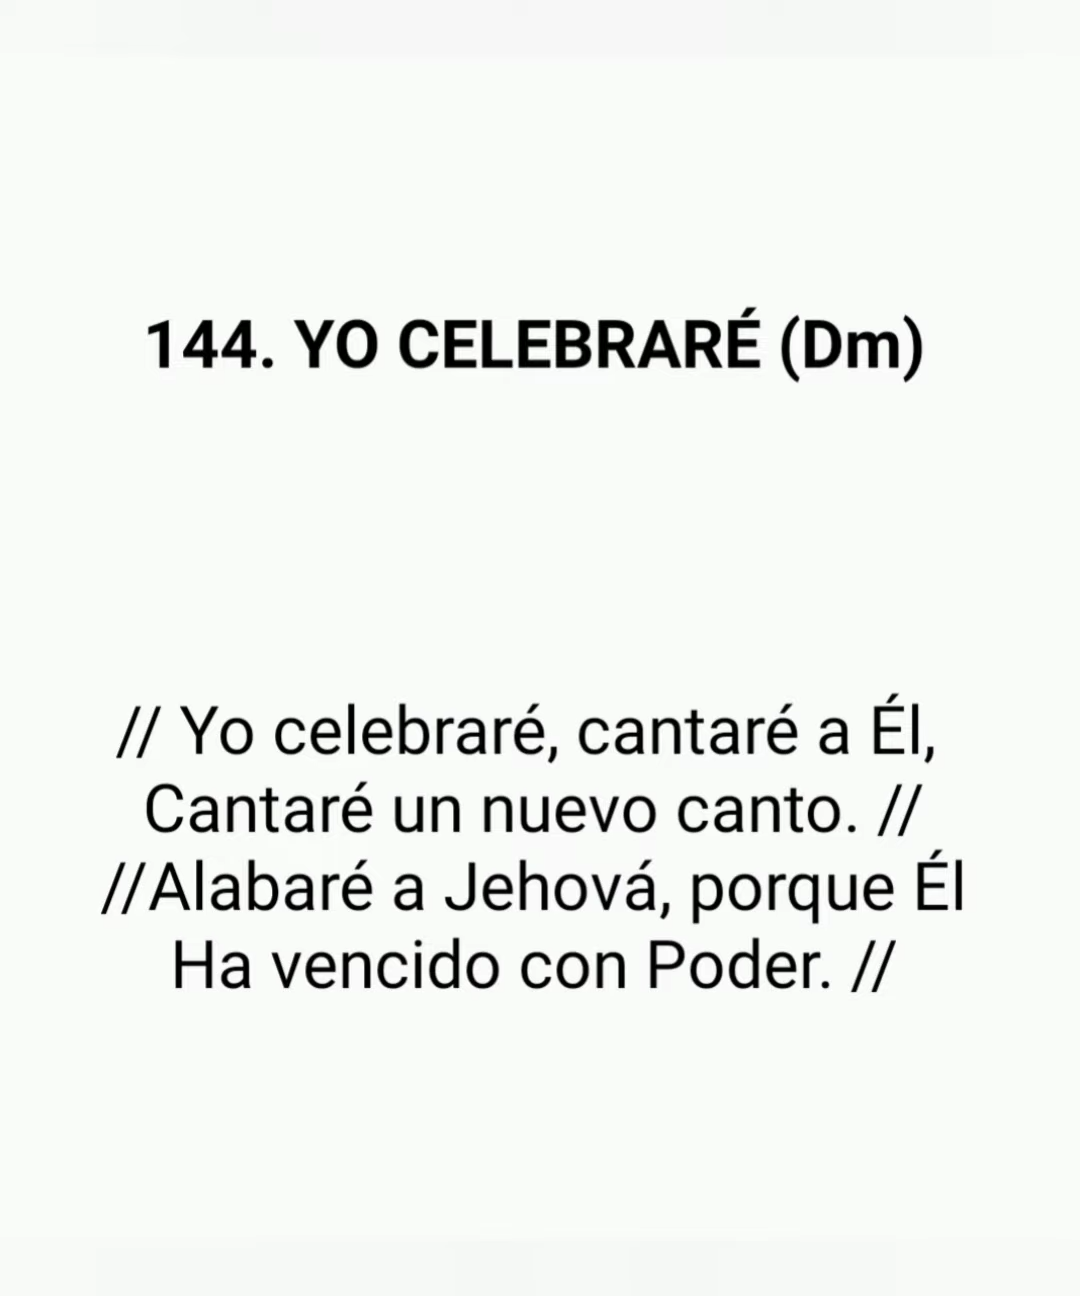 144. YO CELEBRARÉ (Dm)
// Yo celebraré, cantaré a Él,
Cantaré un nuevo canto. //
//Alabaré a Jehová, porque Él
Ha vencido con Poder. //